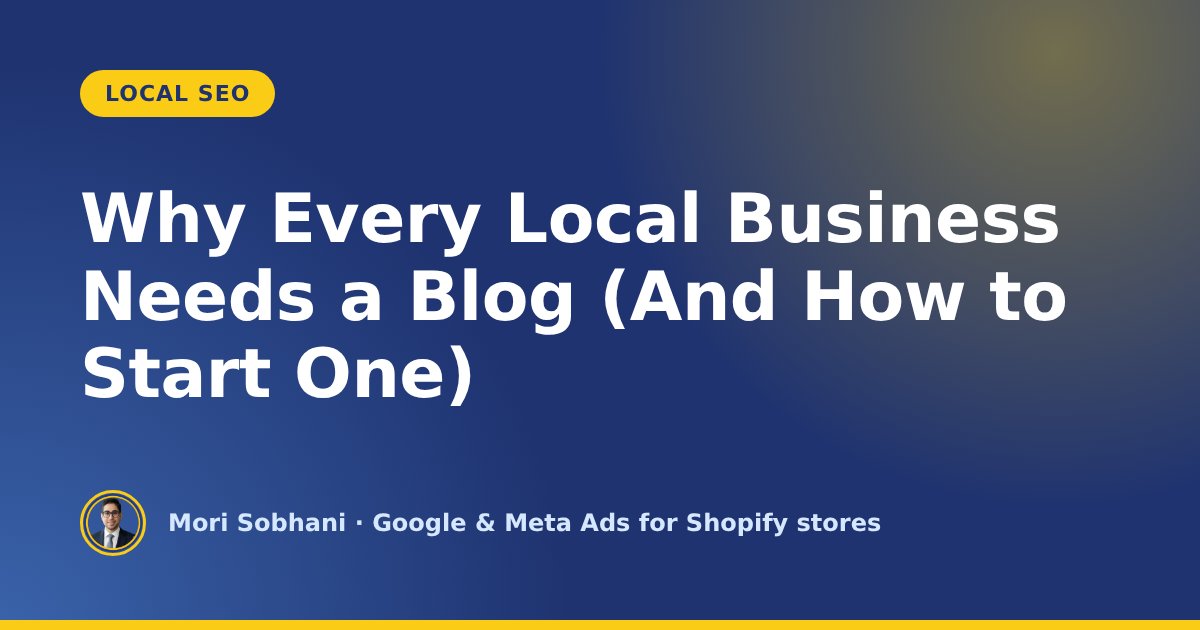 LOCAL SEO
Why Every Local Business
Needs a Blog (And How to
Start One)
Mori Sobhani · Google & Meta Ads for Shopify stores